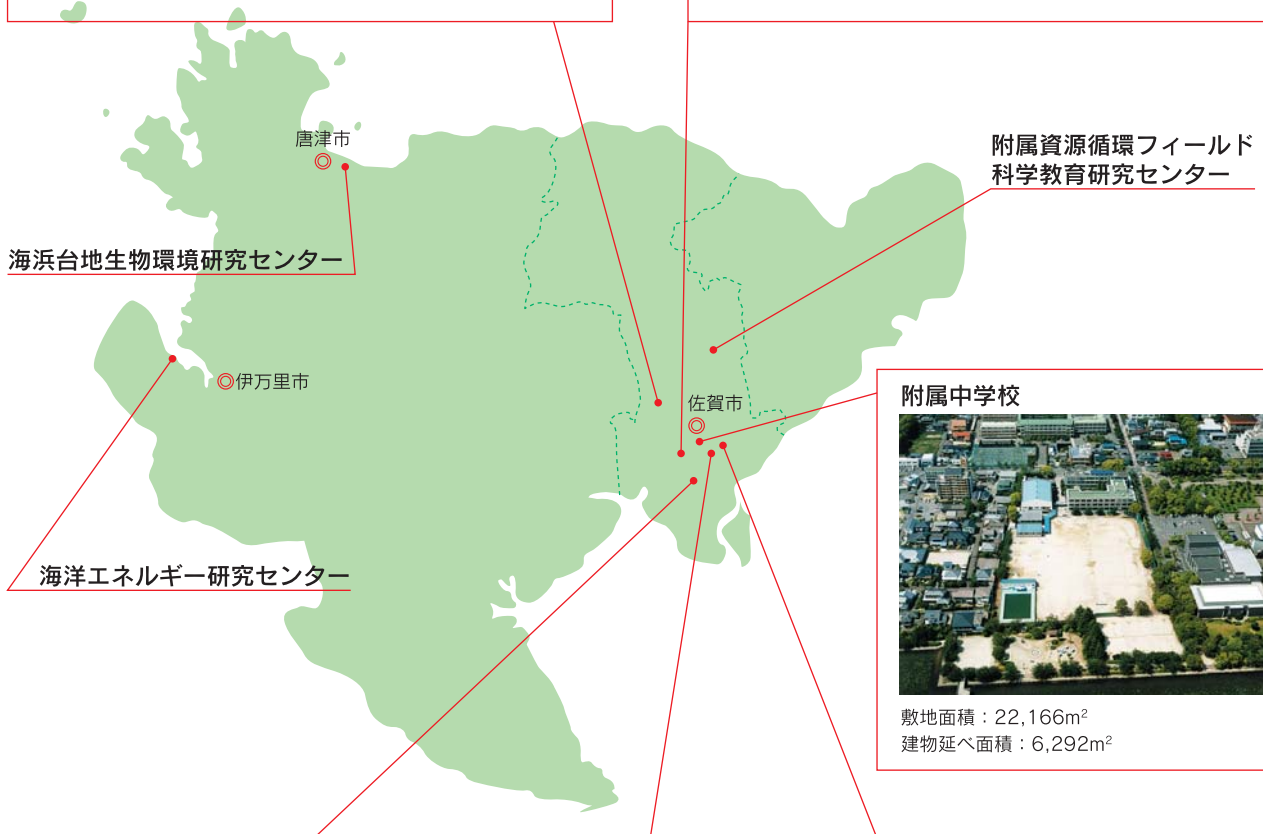 唐津市
附属資源循環フィールド
科学教育研究センター
海浜台地生物環境研究センター
伊万里市
佐賀市
附属中学校
海洋エネルギー研究センター
敷地面積：22,166m²
建物延べ面積：6,292m²